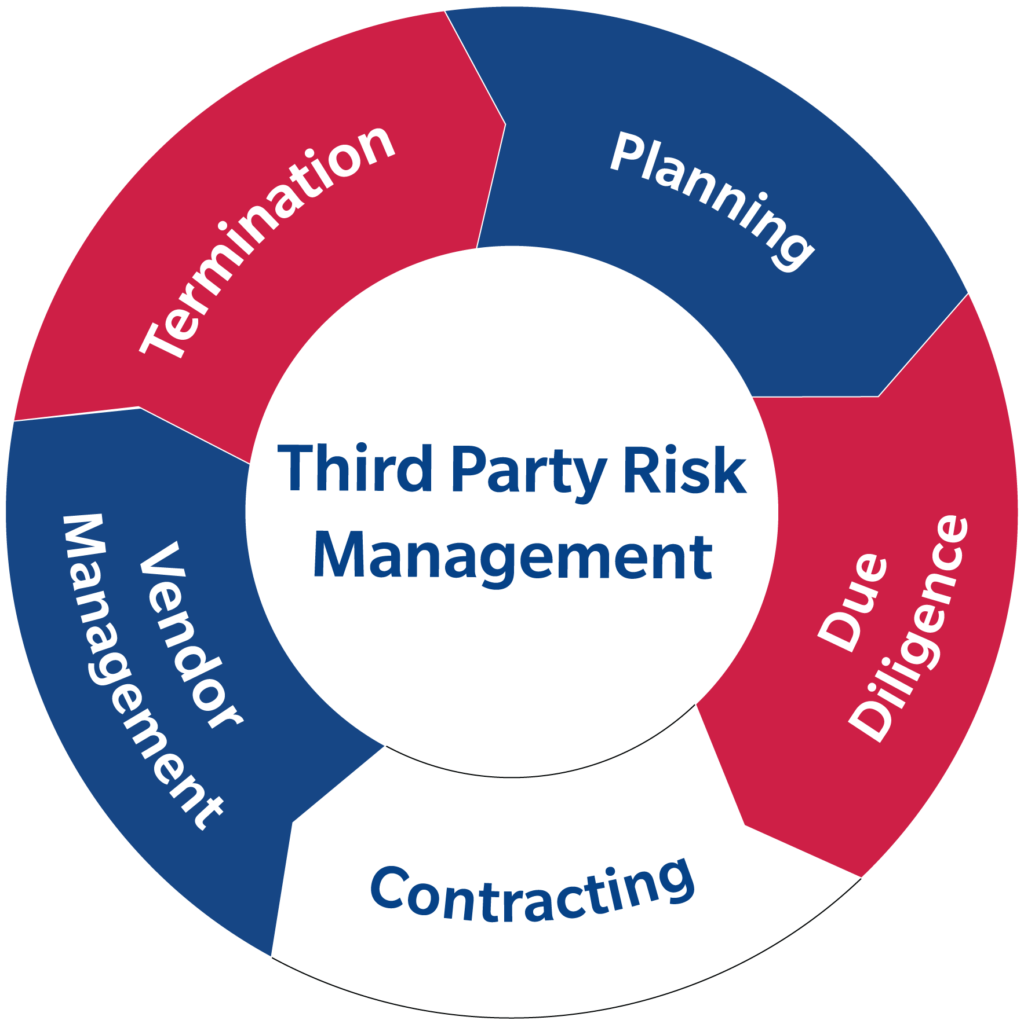 Third Party Risk
Management
Planning
Due
Diligence
Contracting
Vendor
Management
Termination